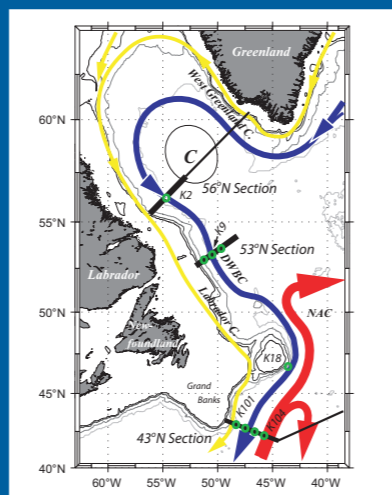 Greenland
West Greenland C.
60°N
C
K2
56°N Section
55°N
K9
53°N Section
DWBC
Labrador
Labrador C.
50°N
NAC
New-
foundland
K18
45°N
Grand
Banks
K101
K104
43°N Section
40°N
60°W 55°W 50°W 45°W 40°W